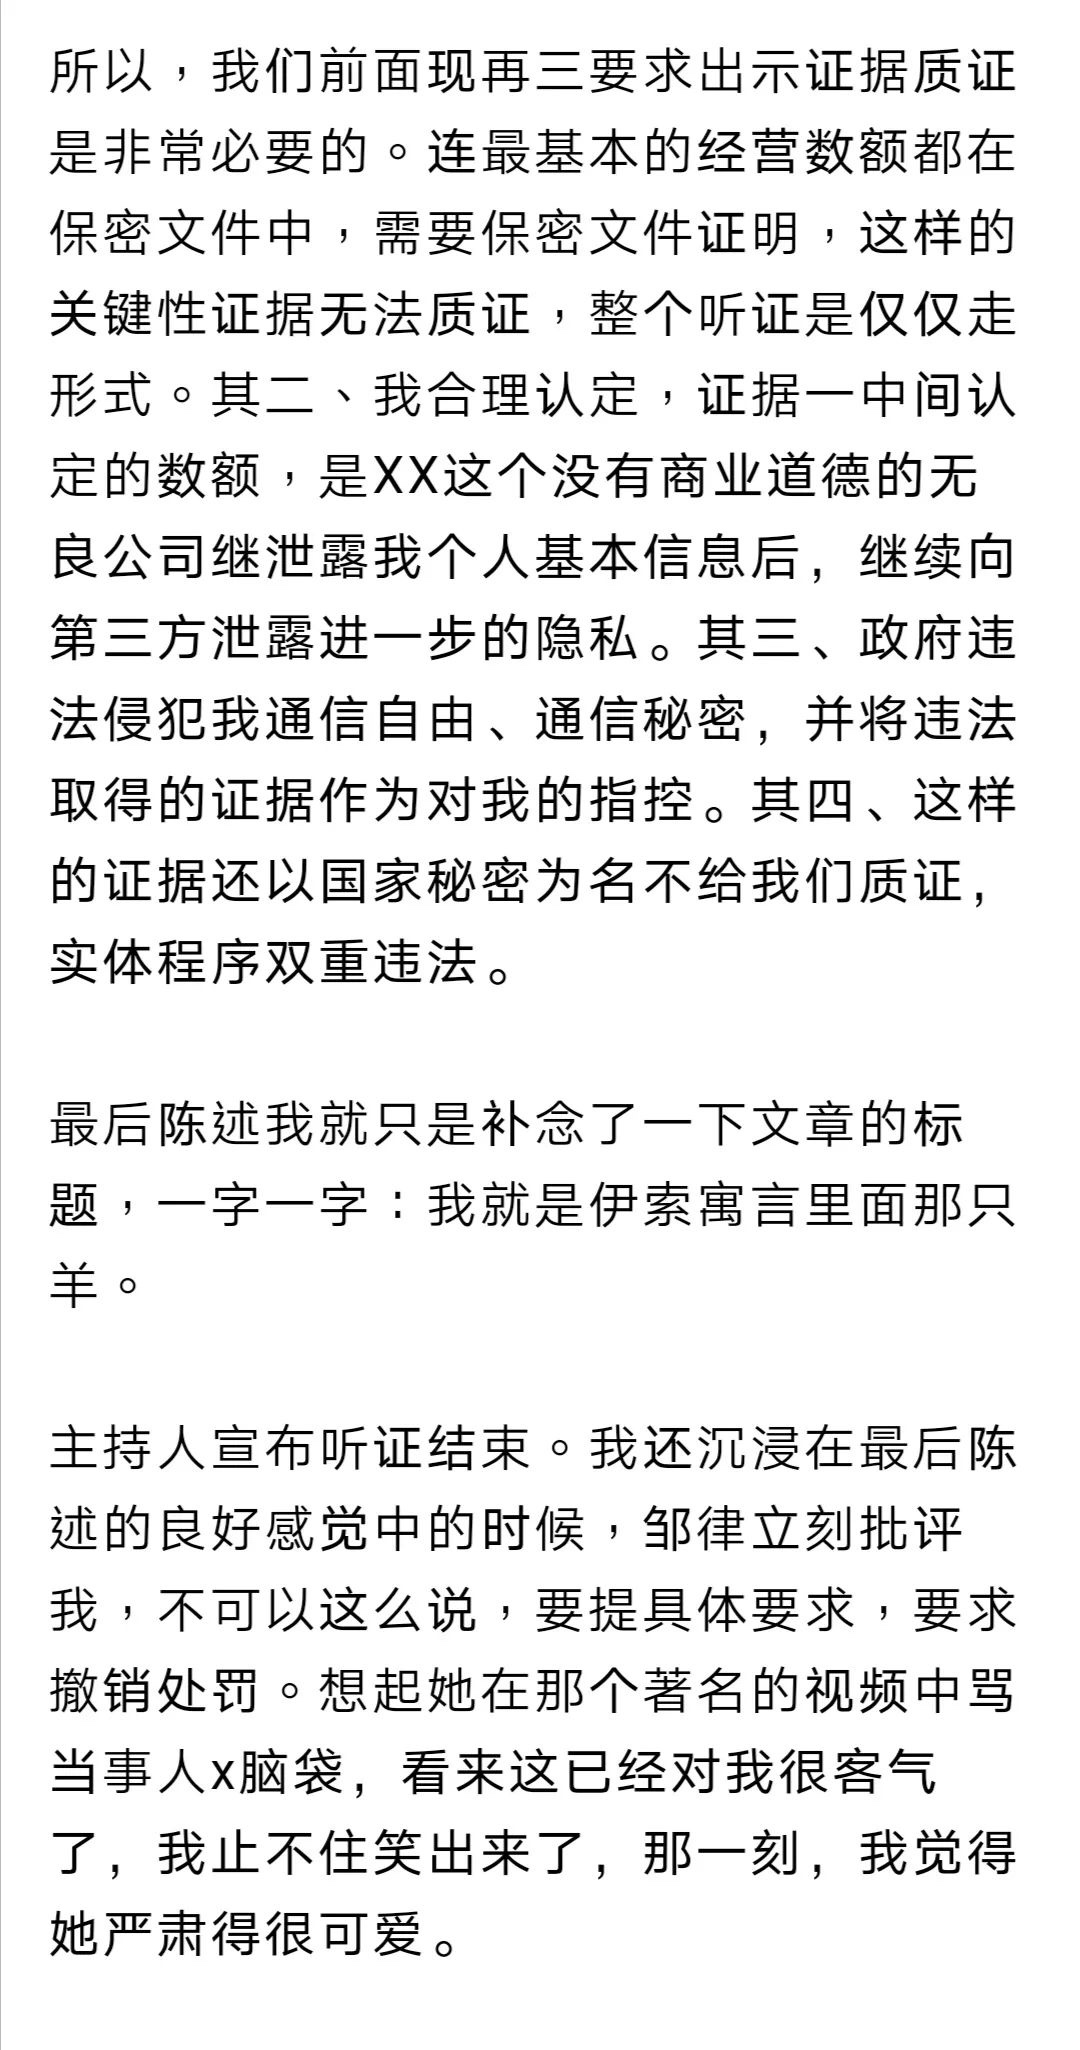 所以，我们前面现再三要求出示证据质证
是非常必要的。连最基本的经营数额都在
保密文件中，需要保密文件证明，这样的
关键性证据无法质证，整个听证是仅仅走
形式。其二、我合理认定，证据一中间认
定的数额，是XX这个没有商业道德的无
良公司继泄露我个人基本信息后，继续向
第三方泄露进一步的隐私。其三、政府违
法侵犯我通信自由、通信秘密，并将违法
取得的证据作为对我的指控。其四、这样
的证据还以国家秘密为名不给我们质证，
实体程序双重违法。
最后陈述我就只是补念了一下文章的标
题，一字一字：我就是伊索寓言里面那只
羊。
主持人宣布听证结束。我还沉浸在最后陈
述的良好感觉中的时候，邹律立刻批评
我，不可以这么说，要提具体要求，要求
撤销处罚。想起她在那个著名的视频中骂
当事人x脑袋，看来这已经对我很客气
了，我止不住笑出来了，那一刻，我觉得
她严肃得很可爱。